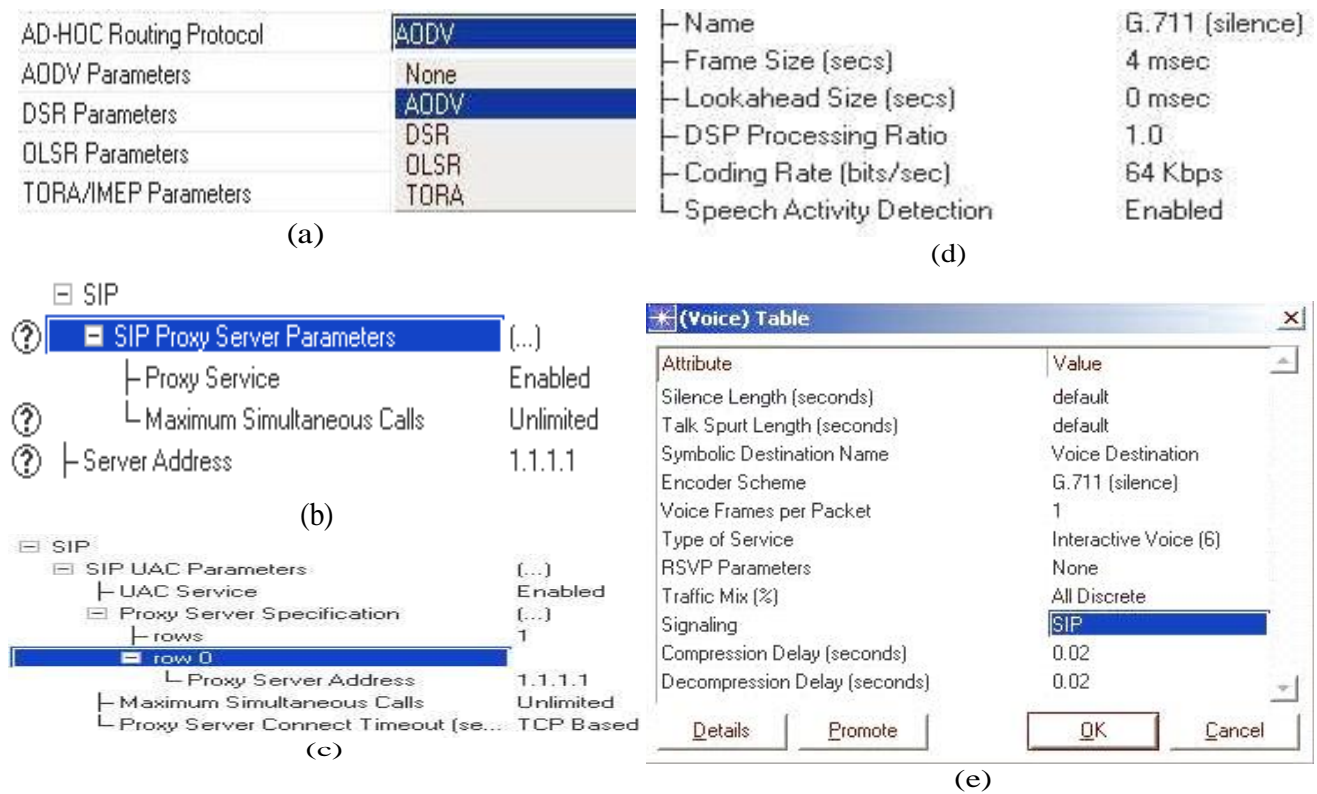 AD-HOC Routing Protocol AODV
AODV Parameters None
AODV
DSR Parameters
DSR
OLSR Parameters OLSR
TORA/IMEP Parameters TORA
(a)
SIP
SIP Proxy Server Parameters (...)
Proxy Service Enabled
Maximum Simultaneous Calls Unlimited
Server Address 1.1.1.1
(b)
SIP
SIP UAC Parameters (...)
UAC Service Enabled
Proxy Server Specification (...)
rows 1
row 0
Proxy Server Address 1.1.1.1
Maximum Simultaneous Calls Unlimited
Proxy Server Connect Timeout (se... TCP Based
(c)
Name G.711 (silence)
Frame Size (secs) 4 msec
Lookahead Size (secs) 0 msec
DSP Processing Ratio 1.0
Coding Rate (bits/sec) 64 Kbps
Speech Activity Detection Enabled
(d)
(Voice) Table
Attribute Value
Silence Length (seconds) default
Talk Spurt Length (seconds) default
Symbolic Destination Name Voice Destination
Encoder Scheme G.711 (silence)
Voice Frames per Packet 1
Type of Service Interactive Voice (6)
RSVP Parameters None
Traffic Mix (%) All Discrete
Signaling SIP
Compression Delay (seconds) 0.02
Decompression Delay (seconds) 0.02
Details Promote OK Cancel
(e)